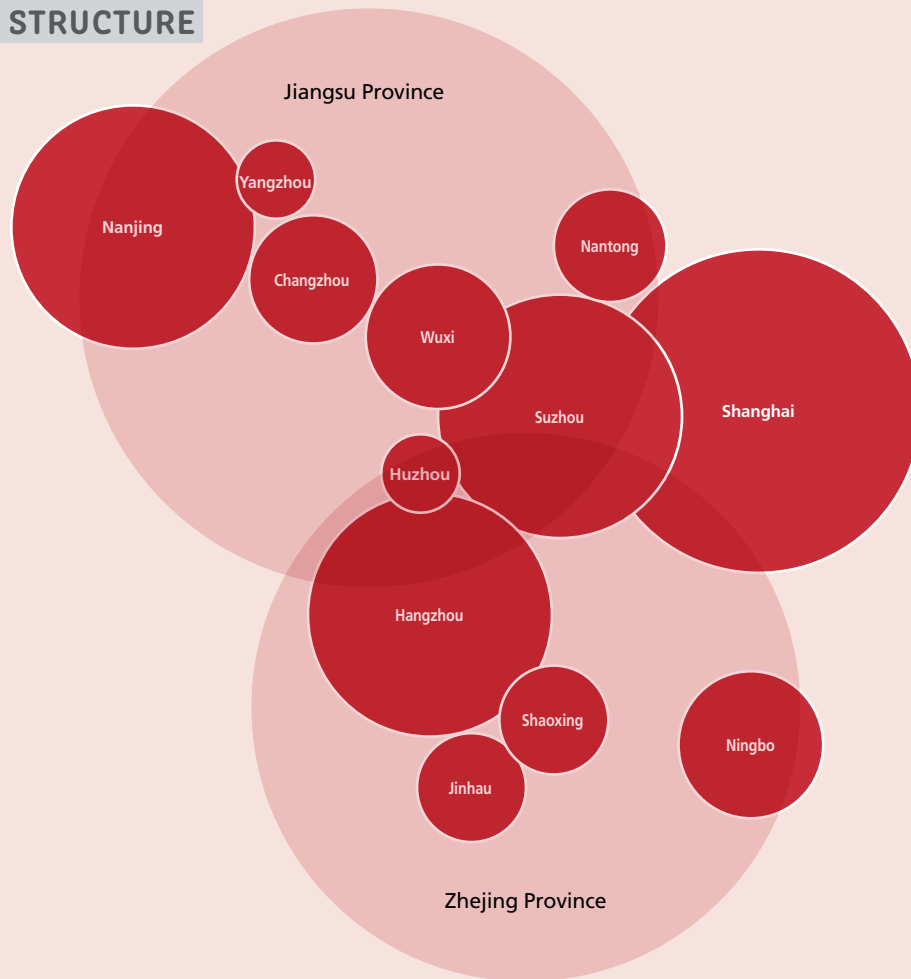 STRUCTURE
Jiangsu Province
Yangzhou
Nanjing
Nantong
Changzhou
Wuxi
Shanghai
Suzhou
Huzhou
Hangzhou
Shaoxing
Ningbo
Jinhau
Zhejing Province